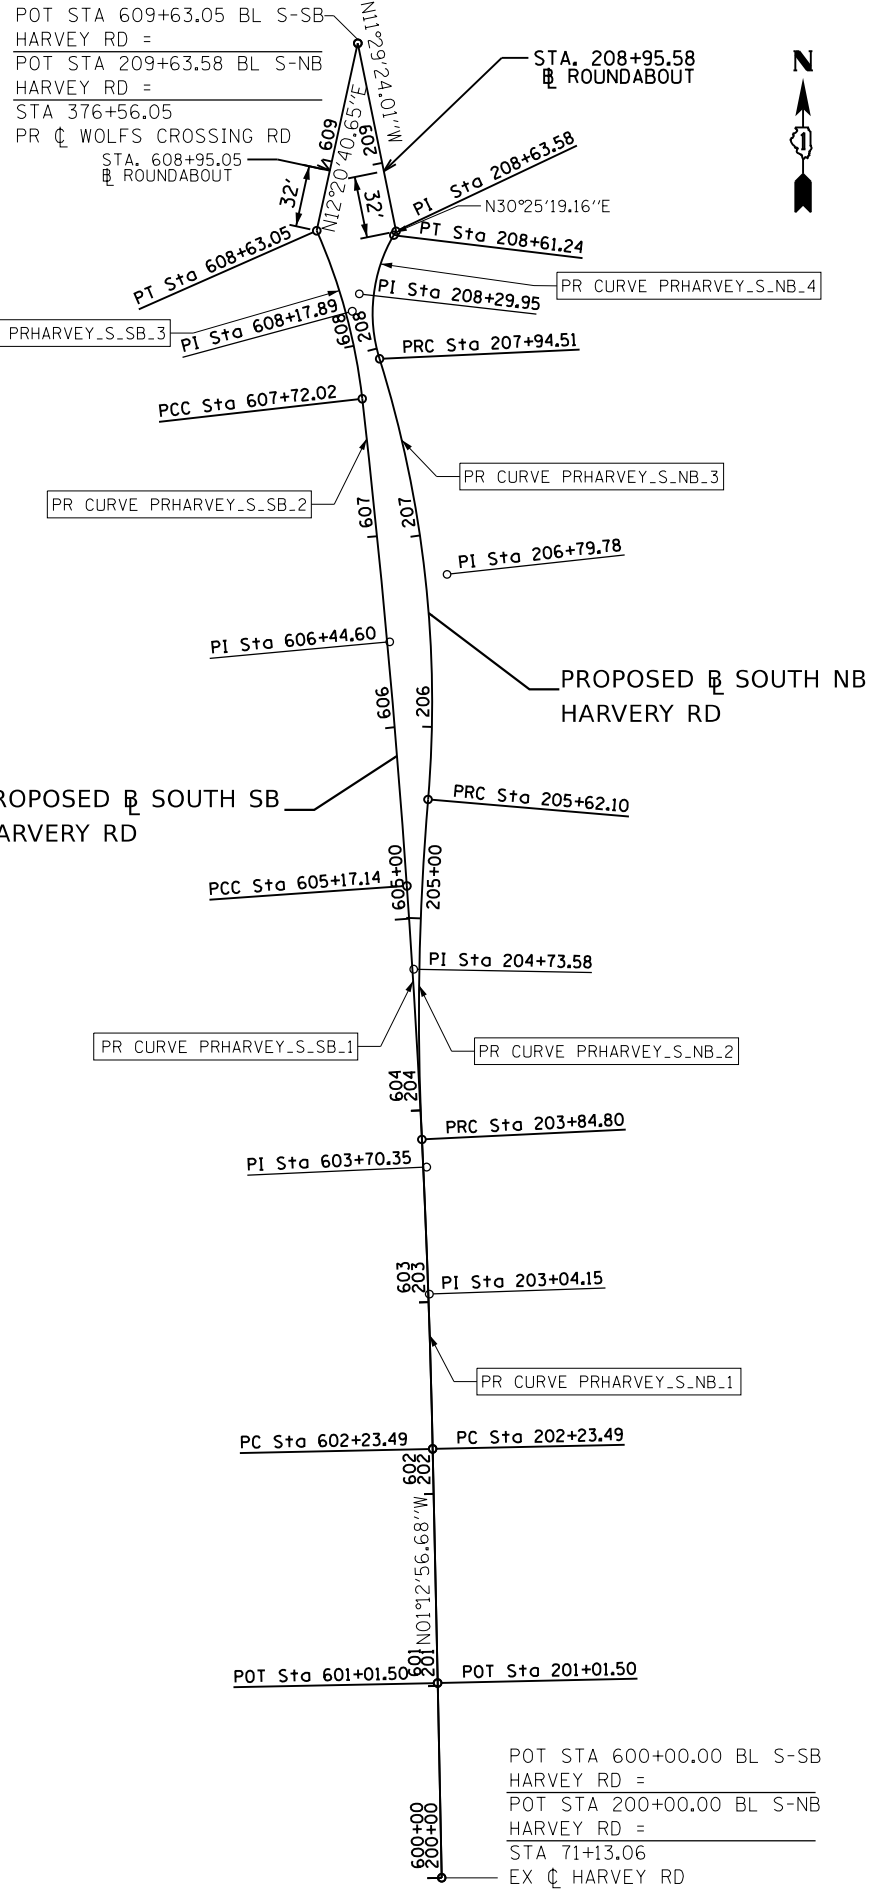 POT STA 609+63.05 BL S-SB
HARVEY RD =
POT STA 209+63.58 BL S-NB
HARVEY RD =
STA 376+56.05
PR ℄ WOLFS CROSSING RD
STA. 608+95.05
BL ROUNDABOUT
N11°29'24.01"W
STA. 208+95.58
BL ROUNDABOUT
N
1
609
N12°20'40.65"E
209
32'
32'
PI Sta 208+63.58
N30°25'19.16"E
PT Sta 608+63.05
PT Sta 208+61.24
PR CURVE PRHARVEY_S_NB_4
PI Sta 208+29.95
PRHARVEY_S_SB_3
PI Sta 608+17.89
608
208
PRC Sta 207+94.51
PCC Sta 607+72.02
PR CURVE PRHARVEY_S_NB_3
PR CURVE PRHARVEY_S_SB_2
607
207
PI Sta 206+79.78
PI Sta 606+44.60
PROPOSED BL SOUTH NB
HARVERY RD
606
206
ROPOSED BL SOUTH SB
ARVERY RD
PRC Sta 205+62.10
PCC Sta 605+17.14
605+00
205+00
PI Sta 204+73.58
PR CURVE PRHARVEY_S_SB_1
PR CURVE PRHARVEY_S_NB_2
604
204
PRC Sta 203+84.80
PI Sta 603+70.35
603
203
PI Sta 203+04.15
PR CURVE PRHARVEY_S_NB_1
PC Sta 602+23.49
PC Sta 202+23.49
602
202
N01°12'56.68"W
601
201
POT Sta 601+01.50
POT Sta 201+01.50
POT STA 600+00.00 BL S-SB
HARVEY RD =
POT STA 200+00.00 BL S-NB
HARVEY RD =
STA 71+13.06
EX ℄ HARVEY RD
600+00
200+00